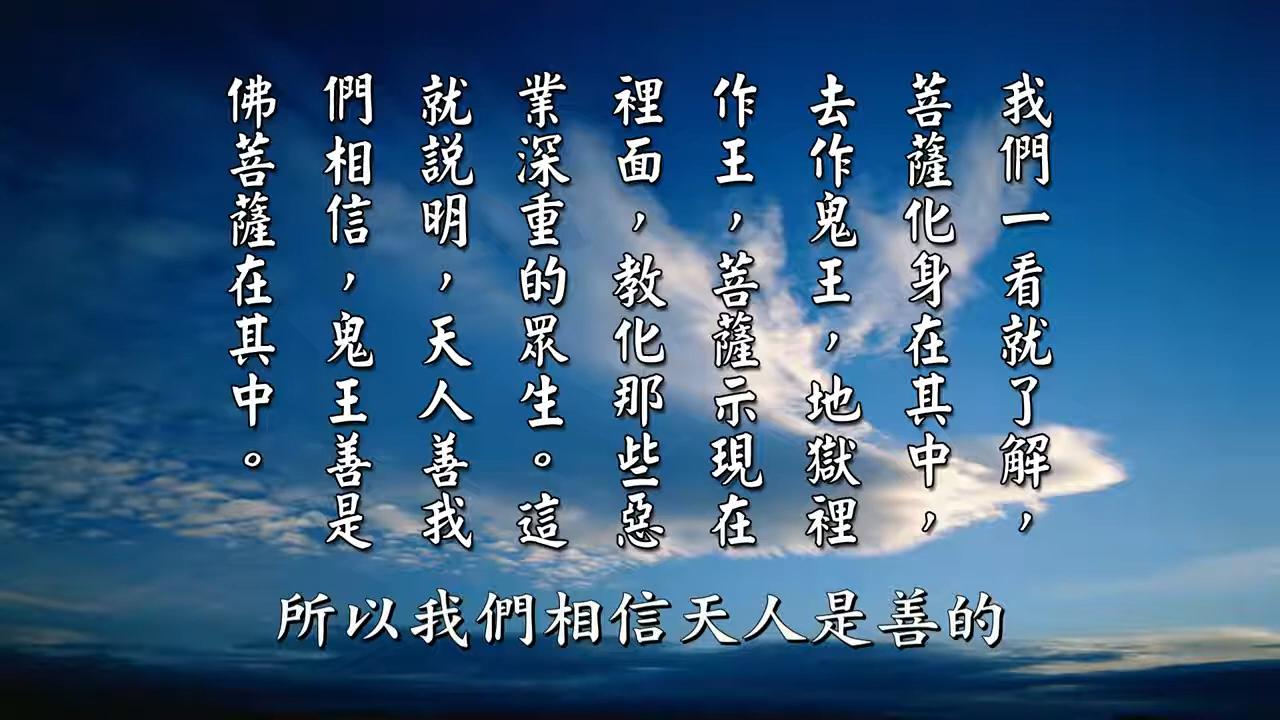 我們一看就了解，
菩薩化身在其中，
去作鬼王，地獄裡
作王，菩薩示現在
裡面，教化那些惡
業深重的眾生。這
就説明，天人善我
們相信，鬼王善是
佛菩薩在其中。
所以我們相信天人是善的